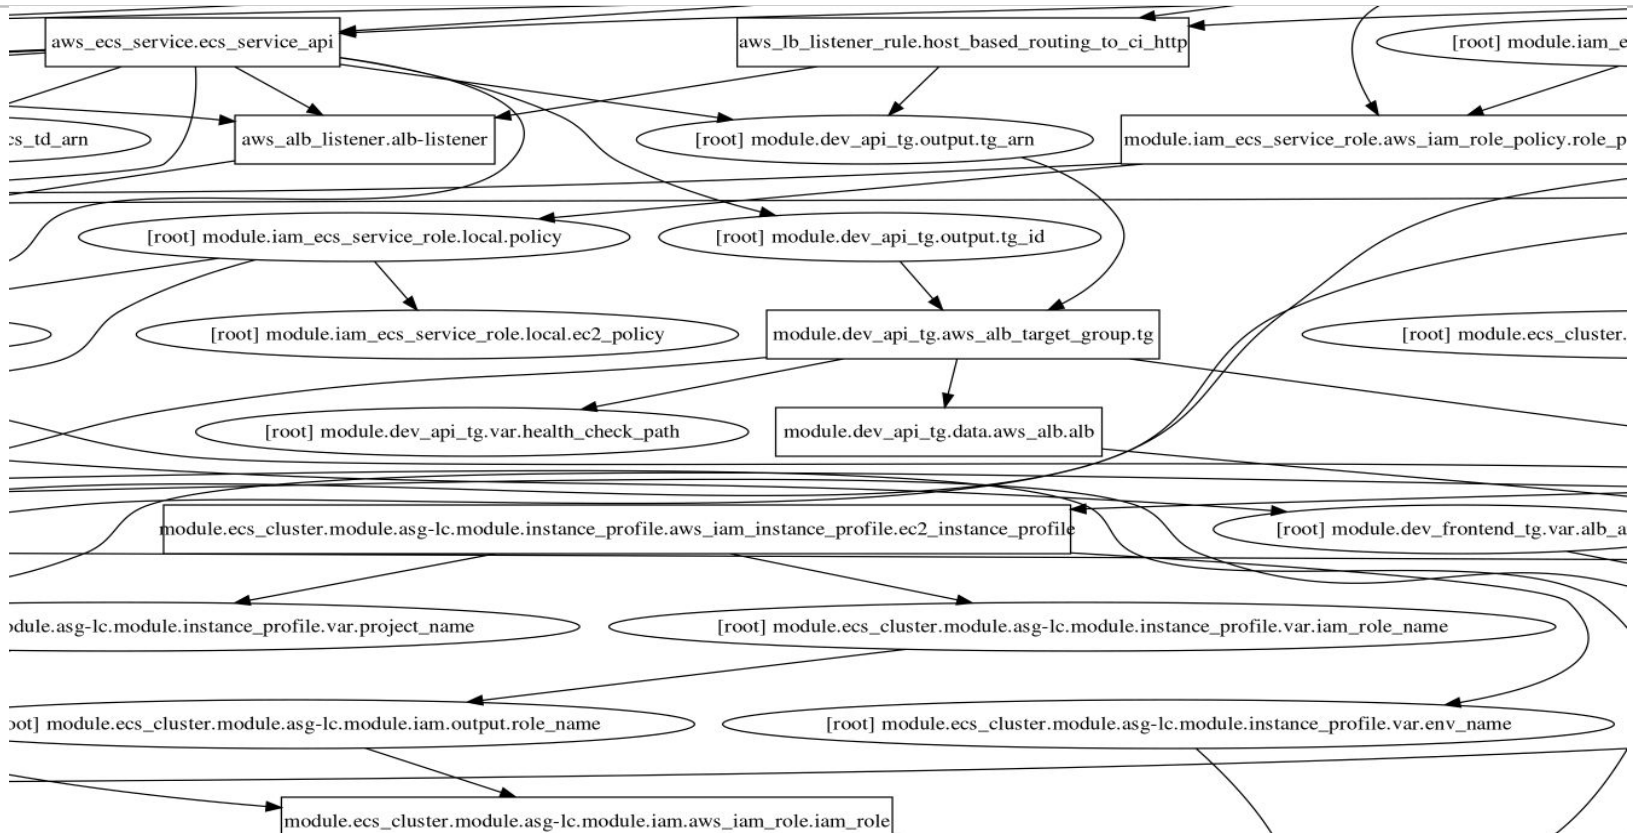 aws_ecs_service.ecs_service_api
aws_lb_listener_rule.host_based_routing_to_ci_http
[root] module.iam_e
cs_td_arn
aws_alb_listener.alb-listener
[root] module.dev_api_tg.output.tg_arn
module.iam_ecs_service_role.aws_iam_role_policy.role_p
[root] module.iam_ecs_service_role.local.policy
[root] module.dev_api_tg.output.tg_id
[root] module.iam_ecs_service_role.local.ec2_policy
module.dev_api_tg.aws_alb_target_group.tg
[root] module.ecs_cluster.
[root] module.dev_api_tg.var.health_check_path
module.dev_api_tg.data.aws_alb.alb
module.ecs_cluster.module.asg-lc.module.instance_profile.aws_iam_instance_profile.ec2_instance_profile
[root] module.dev_frontend_tg.var.alb_a
odule.asg-lc.module.instance_profile.var.project_name
[root] module.ecs_cluster.module.asg-lc.module.instance_profile.var.iam_role_name
oot] module.ecs_cluster.module.asg-lc.module.iam.output.role_name
[root] module.ecs_cluster.module.asg-lc.module.instance_profile.var.env_name
module.ecs_cluster.module.asg-lc.module.iam.aws_iam_role.iam_role